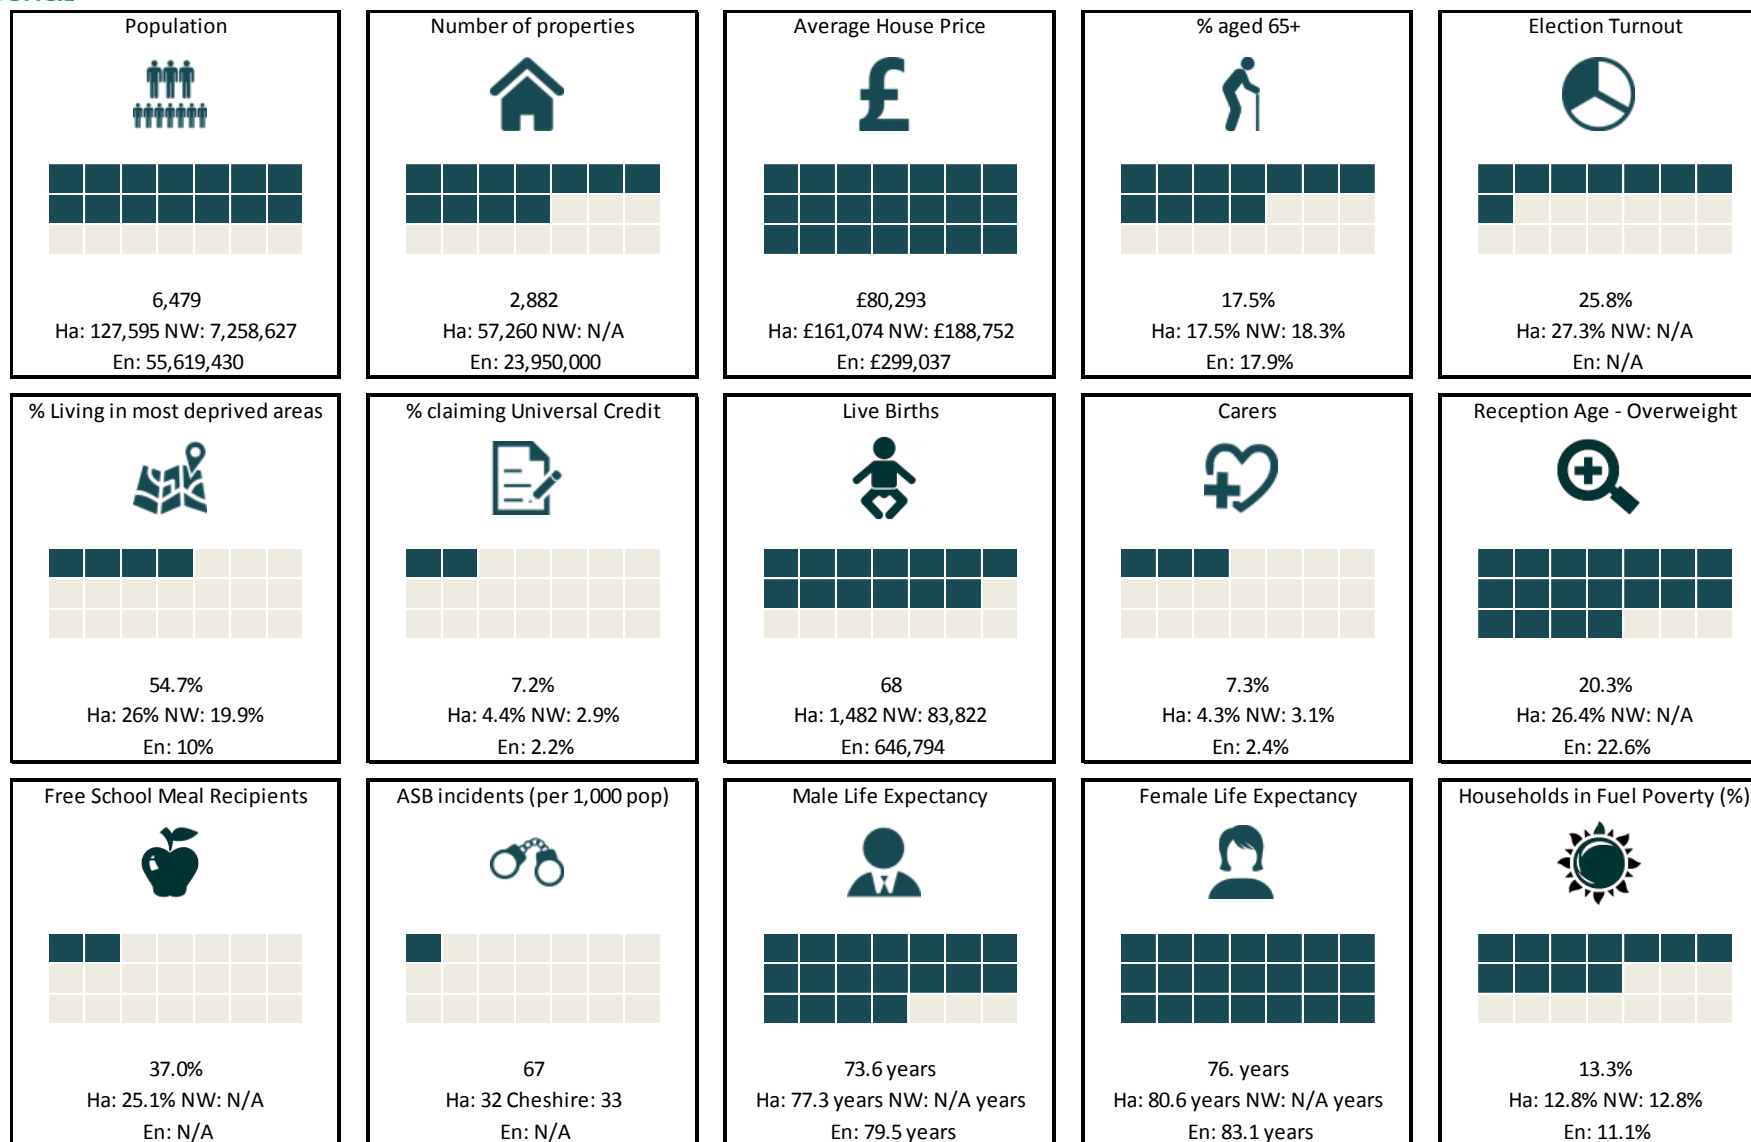 Population
6,479
Ha: 127,595 NW: 7,258,627
En: 55,619,430
Number of properties
2,882
Ha: 57,260 NW: N/A
En: 23,950,000
Average House Price
£80,293
Ha: £161,074 NW: £188,752
En: £299,037
% aged 65+
17.5%
Ha: 17.5% NW: 18.3%
En: 17.9%
Election Turnout
25.8%
Ha: 27.3% NW: N/A
En: N/A
% Living in most deprived areas
54.7%
Ha: 26% NW: 19.9%
En: 10%
% claiming Universal Credit
7.2%
Ha: 4.4% NW: 2.9%
En: 2.2%
Live Births
68
Ha: 1,482 NW: 83,822
En: 646,794
Carers
7.3%
Ha: 4.3% NW: 3.1%
En: 2.4%
Reception Age - Overweight
20.3%
Ha: 26.4% NW: N/A
En: 22.6%
Free School Meal Recipients
37.0%
Ha: 25.1% NW: N/A
En: N/A
ASB incidents (per 1,000 pop)
67
Ha: 32 Cheshire: 33
En: N/A
Male Life Expectancy
73.6 years
Ha: 77.3 years NW: N/A years
En: 79.5 years
Female Life Expectancy
76. years
Ha: 80.6 years NW: N/A years
En: 83.1 years
Households in Fuel Poverty (%)
13.3%
Ha: 12.8% NW: 12.8%
En: 11.1%